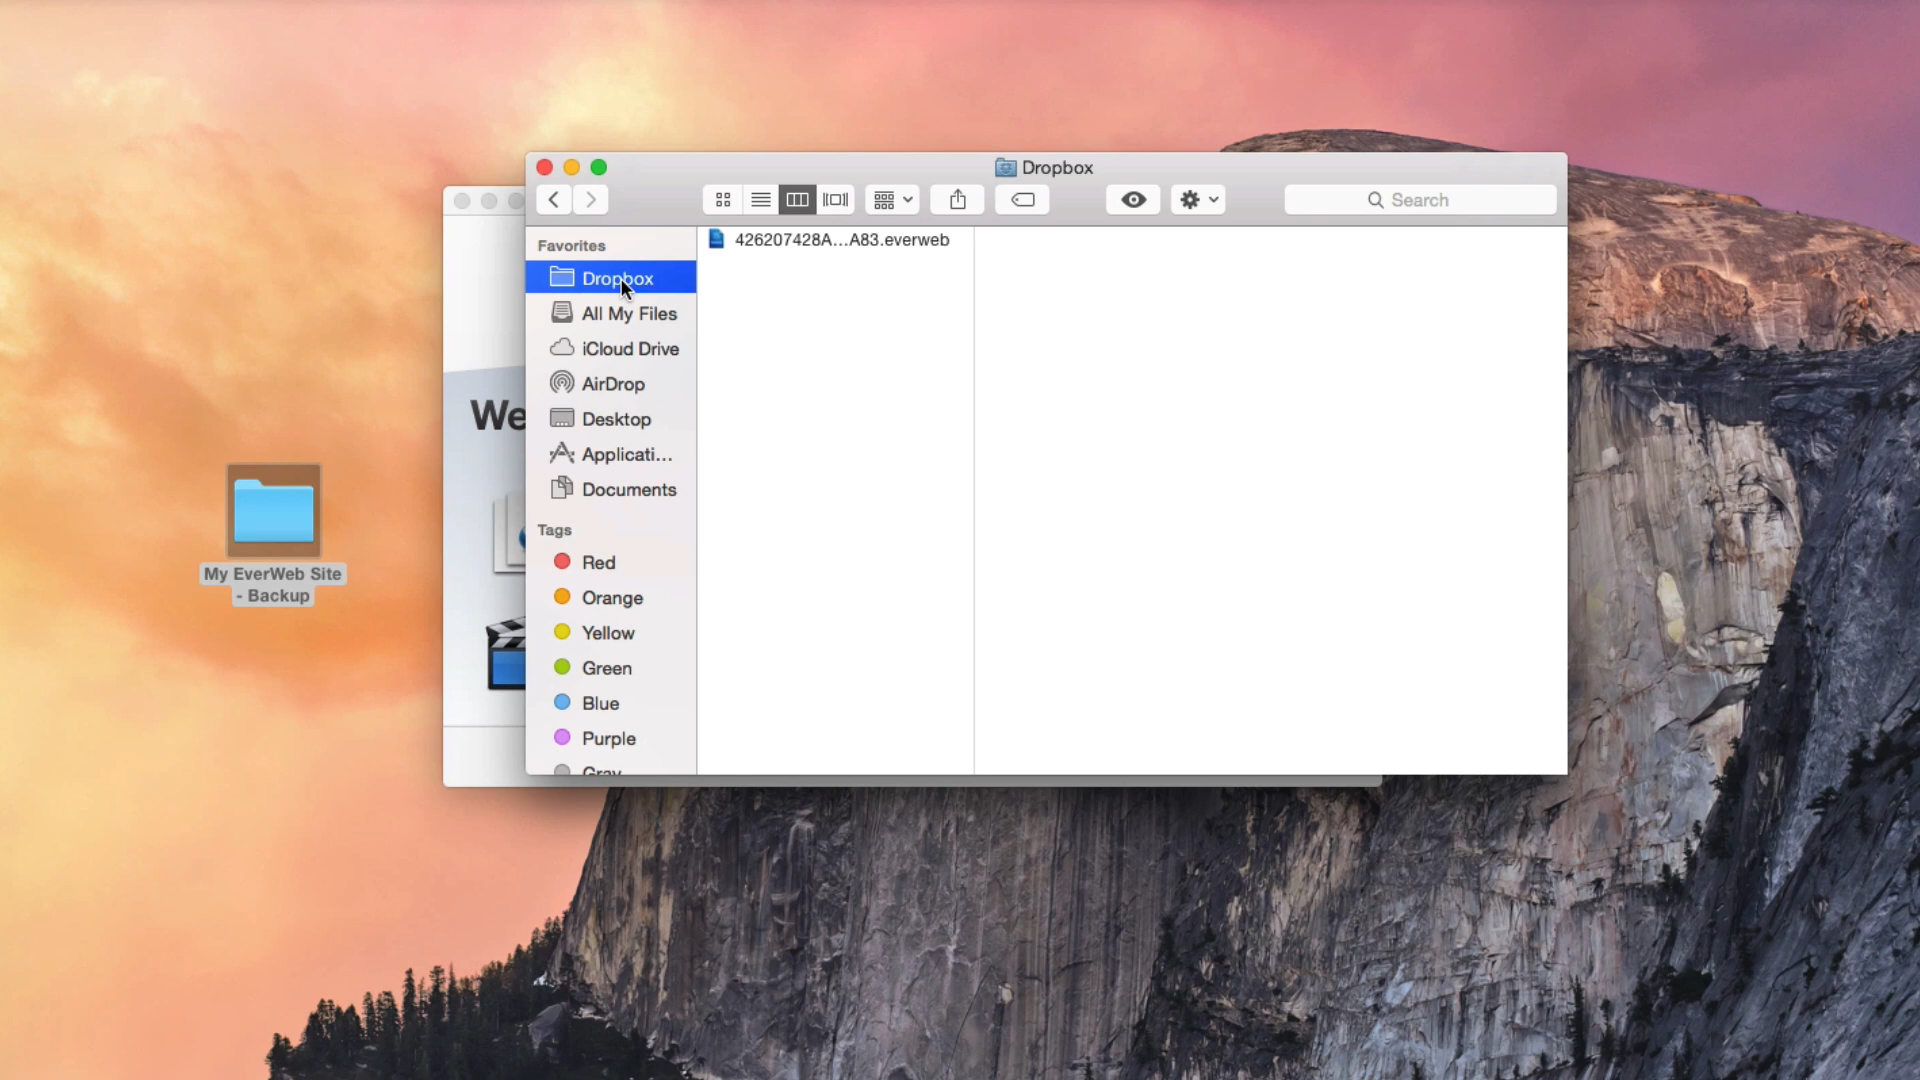 Dropbox
Search
Favorites
Dropbox
All My Files
iCloud Drive
AirDrop
Desktop
Applicati...
Documents
Tags
Red
Orange
Yellow
Green
Blue
Purple
Gray
426207428A...A83.everweb
We
My EverWeb Site
- Backup